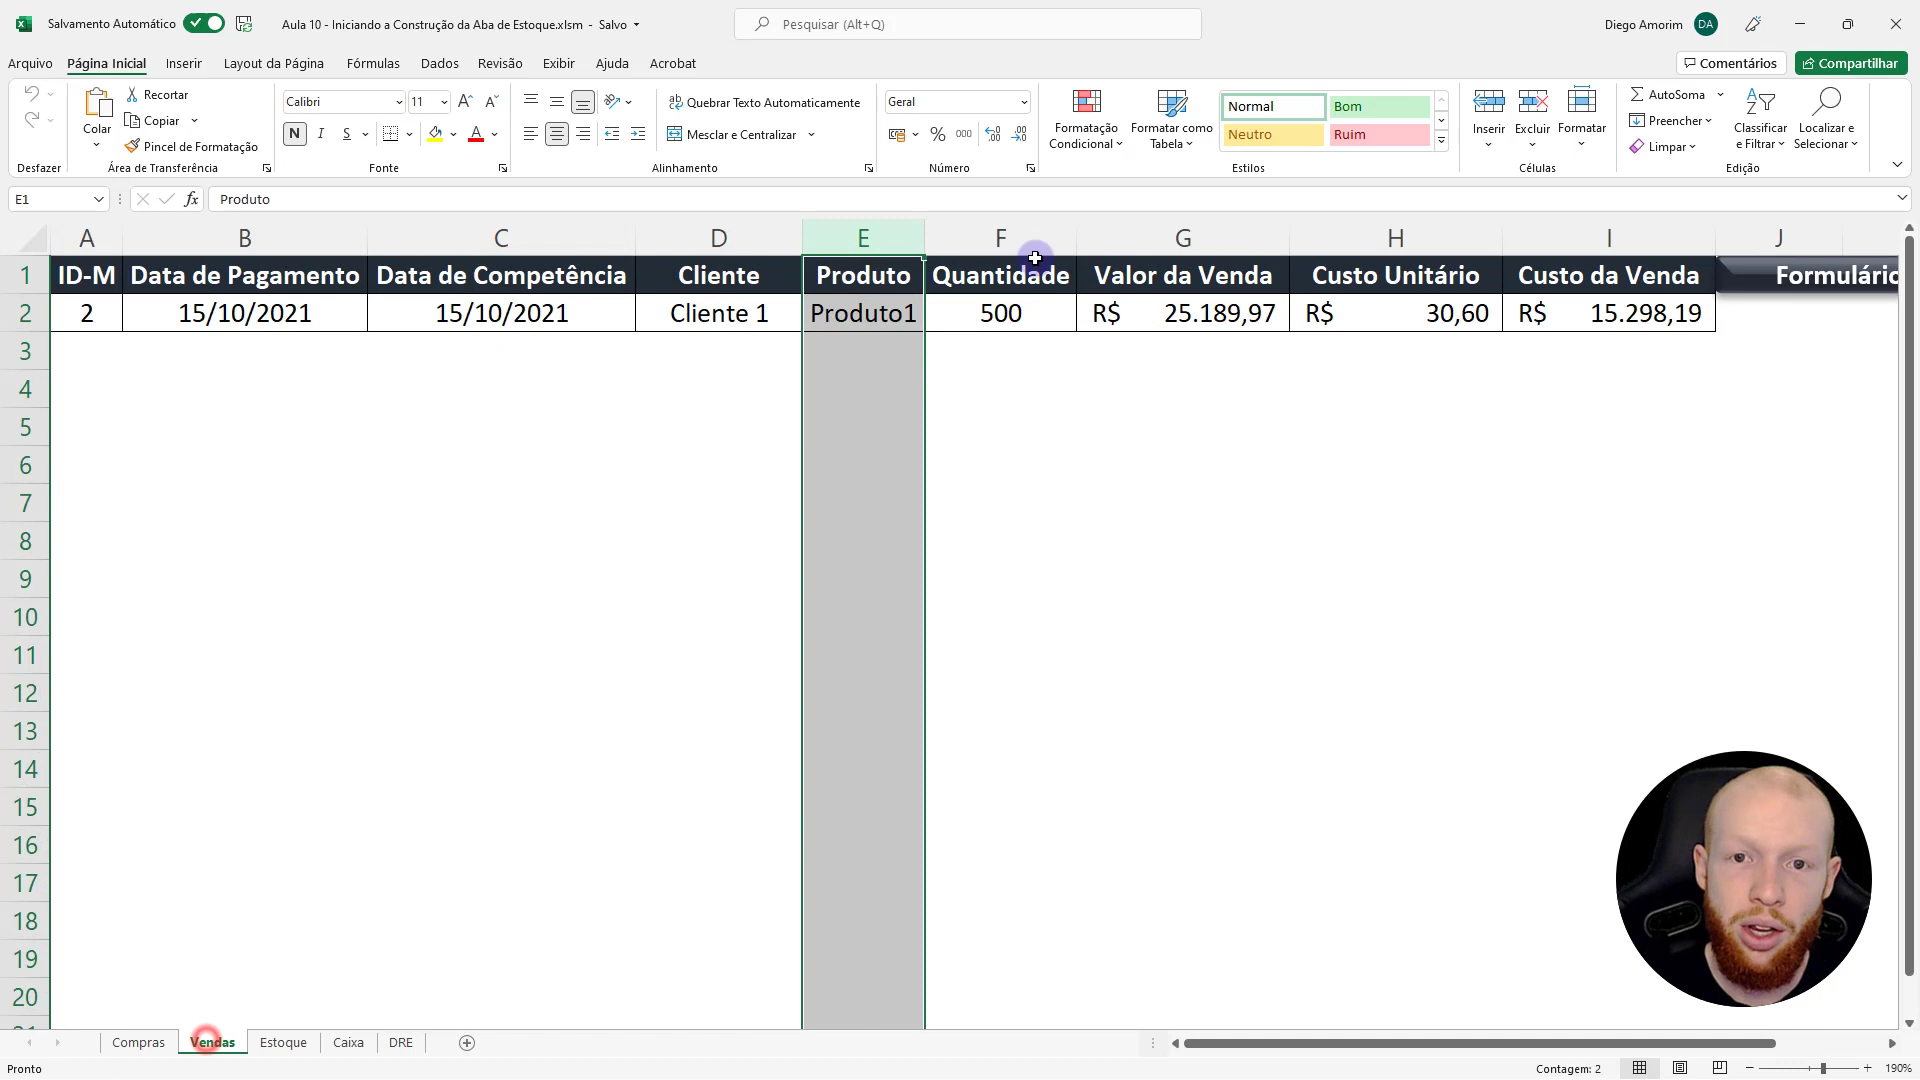 Salvamento Automático
Aula 10 - Iniciando a Construção da Aba de Estoque.xlsm - Salvo
Pesquisar (Alt+Q)
Diego Amorim
DA
Arquivo
Página Inicial
Inserir
Layout da Página
Fórmulas
Dados
Revisão
Exibir
Ajuda
Acrobat
Comentários
Compartilhar
Desfazer
Colar
Recortar
Copiar
Pincel de Formatação
Área de Transferência
Calibri
11
N
I
S
Fonte
Quebrar Texto Automaticamente
Mesclar e Centralizar
Alinhamento
Geral
%
000
Número
Formatação
Condicional
Formatar como
Tabela
Normal
Bom
Neutro
Ruim
Estilos
Inserir
Excluir
Formatar
Células
AutoSoma
Preencher
Limpar
Classificar
e Filtrar
Localizar e
Selecionar
Edição
E1
fx
Produto
A B C D E F G H I J
1 ID-M Data de Pagamento Data de Competência Cliente Produto Quantidade Valor da Venda Custo Unitário Custo da Venda Formulário
2 2 15/10/2021 15/10/2021 Cliente 1 Produto1 500 R$ 25.189,97 R$ 30,60 R$ 15.298,19
3
4
5
6
7
8
9
10
11
12
13
14
15
16
17
18
19
20
Compras
Vendas
Estoque
Caixa
DRE
Pronto
Contagem: 2
190%